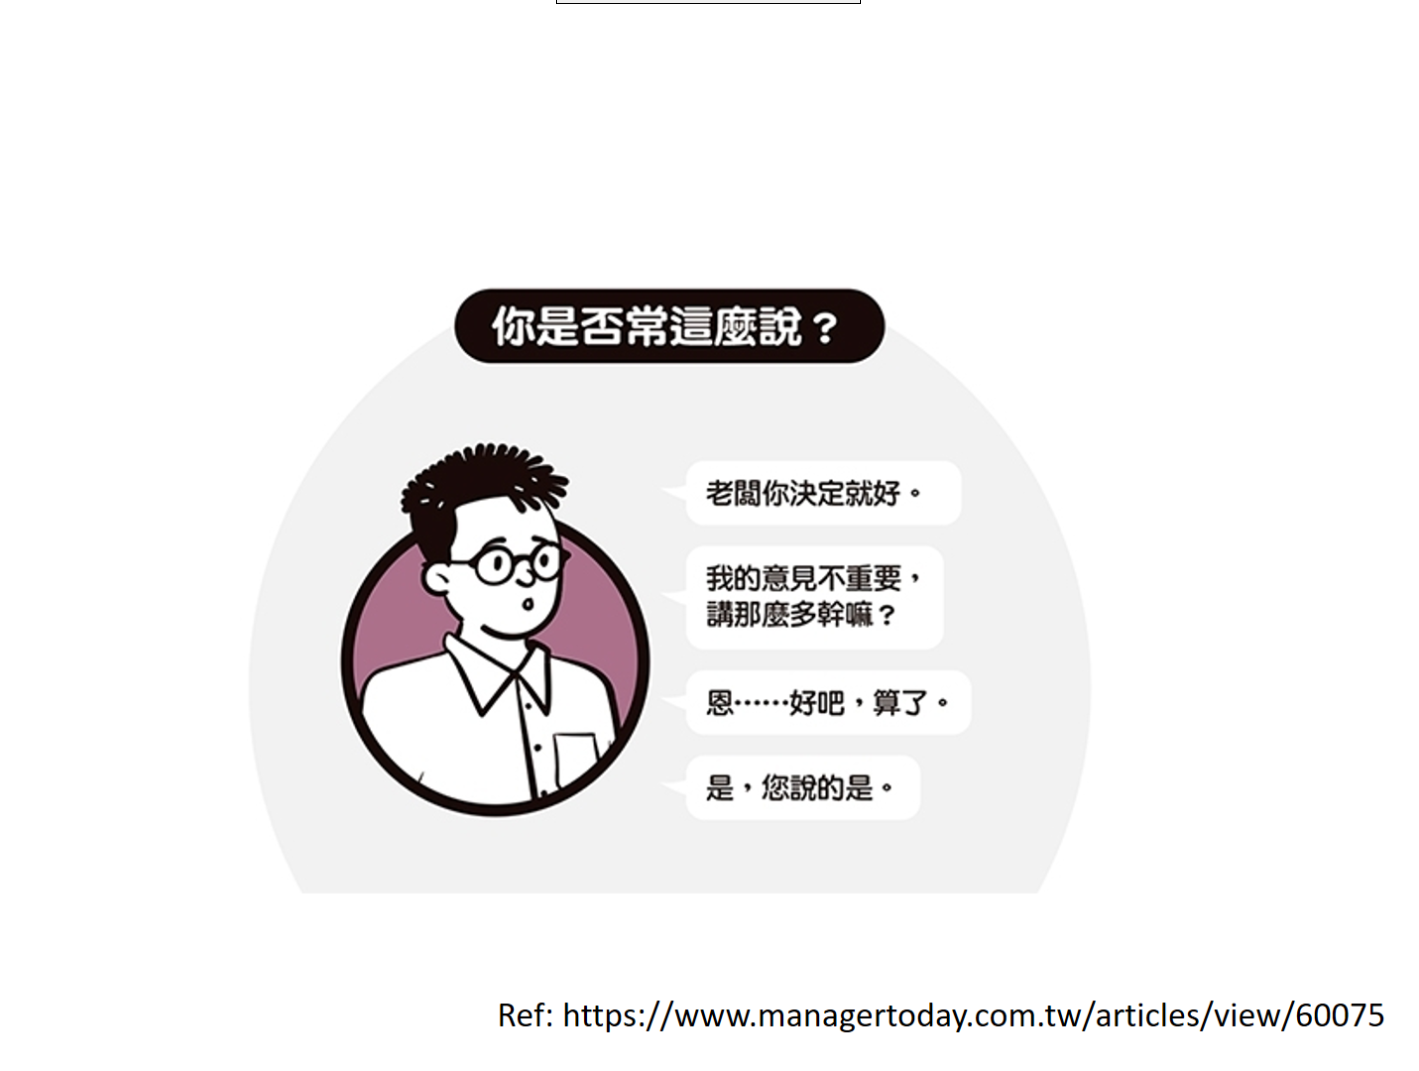 你是否常這麼說？
老闆你決定就好。
我的意見不重要，
講那麼多幹嘛？
恩⋯⋯好吧，算了。
是，您說的是。
Ref: https://www.managertoday.com.tw/articles/view/60075